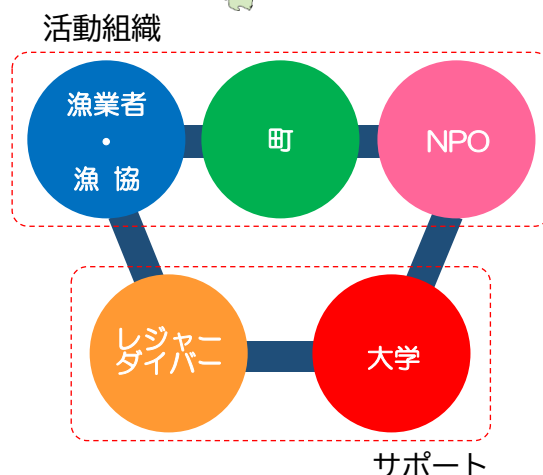 活動組織
漁業者
・
漁 協
町
NPO
レジャー
ダイバー
大学
サポート